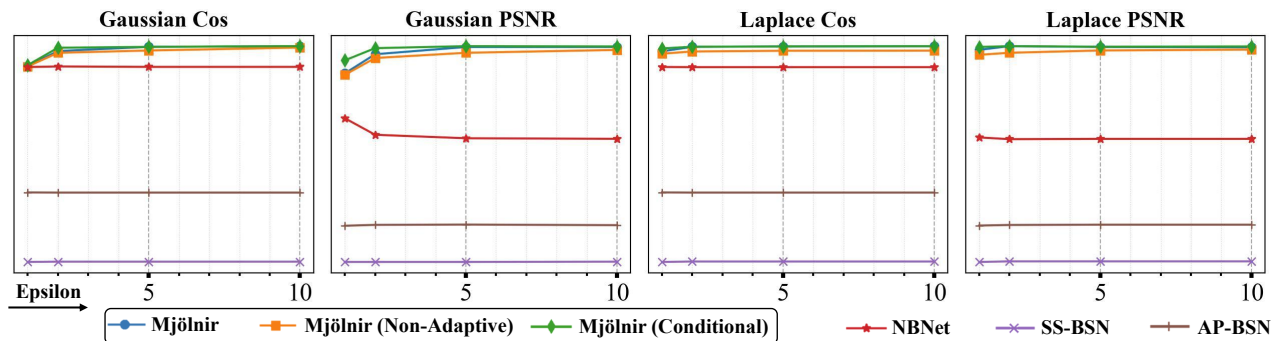 Gaussian Cos
Gaussian PSNR
Laplace Cos
Laplace PSNR
5 10
5 10
5 10
5 10
Epsilon
Mjölnir
Mjölnir (Non-Adaptive)
Mjölnir (Conditional)
NBNet
SS-BSN
AP-BSN